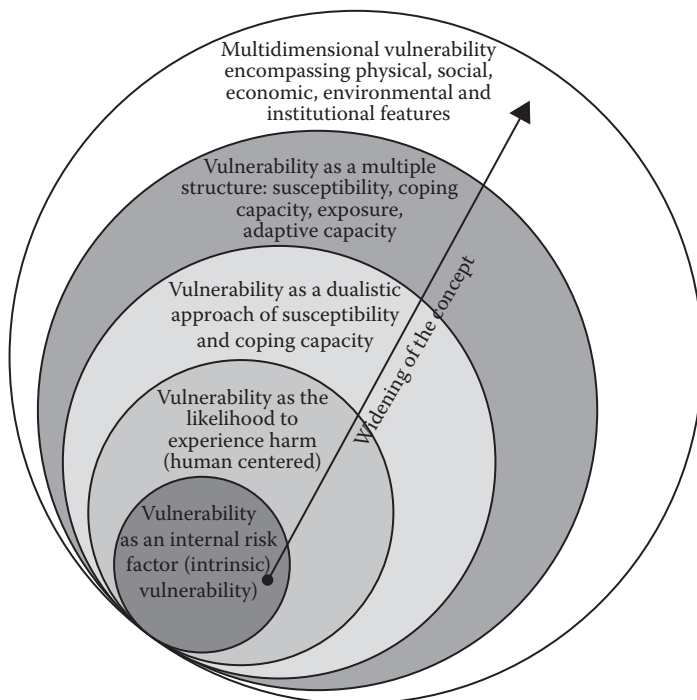 Multidimensional vulnerability
encompassing physical, social,
economic, environmental and
institutional features
Vulnerability as a multiple
structure: susceptibility, coping
capacity, exposure,
adaptive capacity
Vulnerability as a dualistic
approach of susceptibility
and coping capacity
Widening of the concept
Vulnerability as the
likelihood to
experience harm
(human centered)
Vulnerability
as an internal risk
factor (intrinsic)
vulnerability)